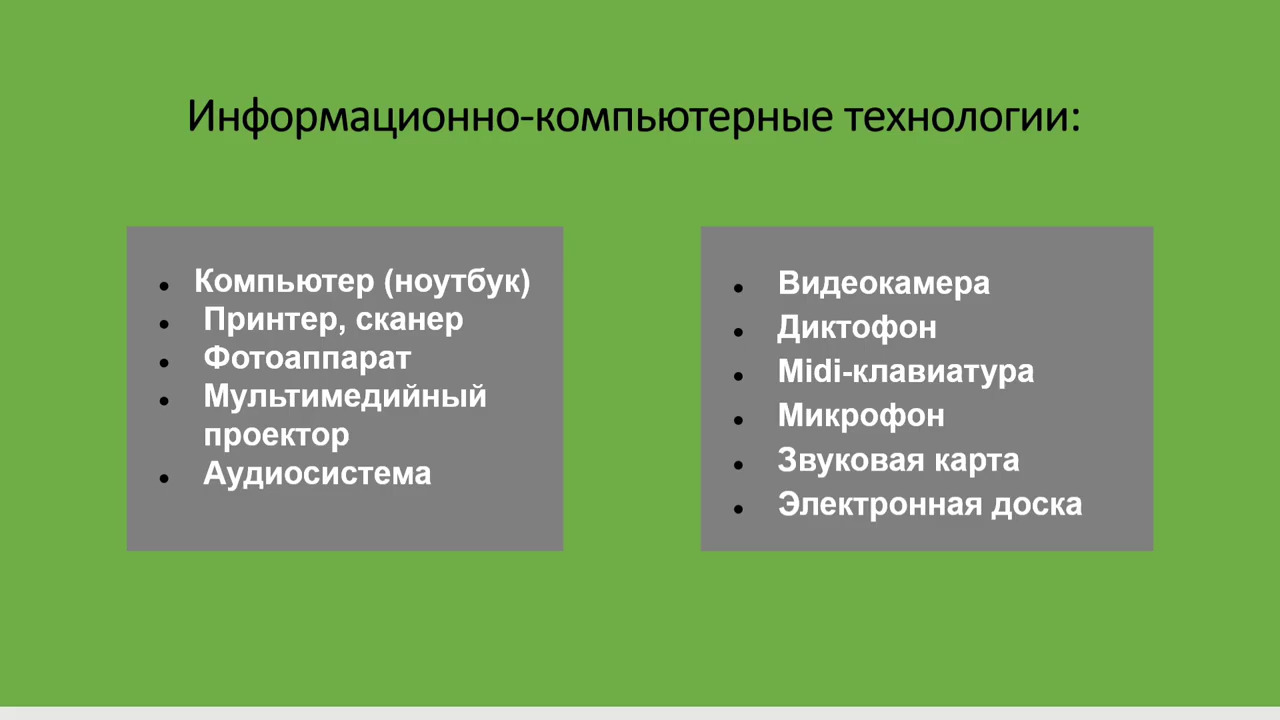 Информационно-компьютерные технологии:
Компьютер (ноутбук)
Принтер, сканер
Фотоаппарат
Мультимедийный
проектор
Аудиосистема
Видеокамера
Диктофон
Midi-клавиатура
Микрофон
Звуковая карта
Электронная доска